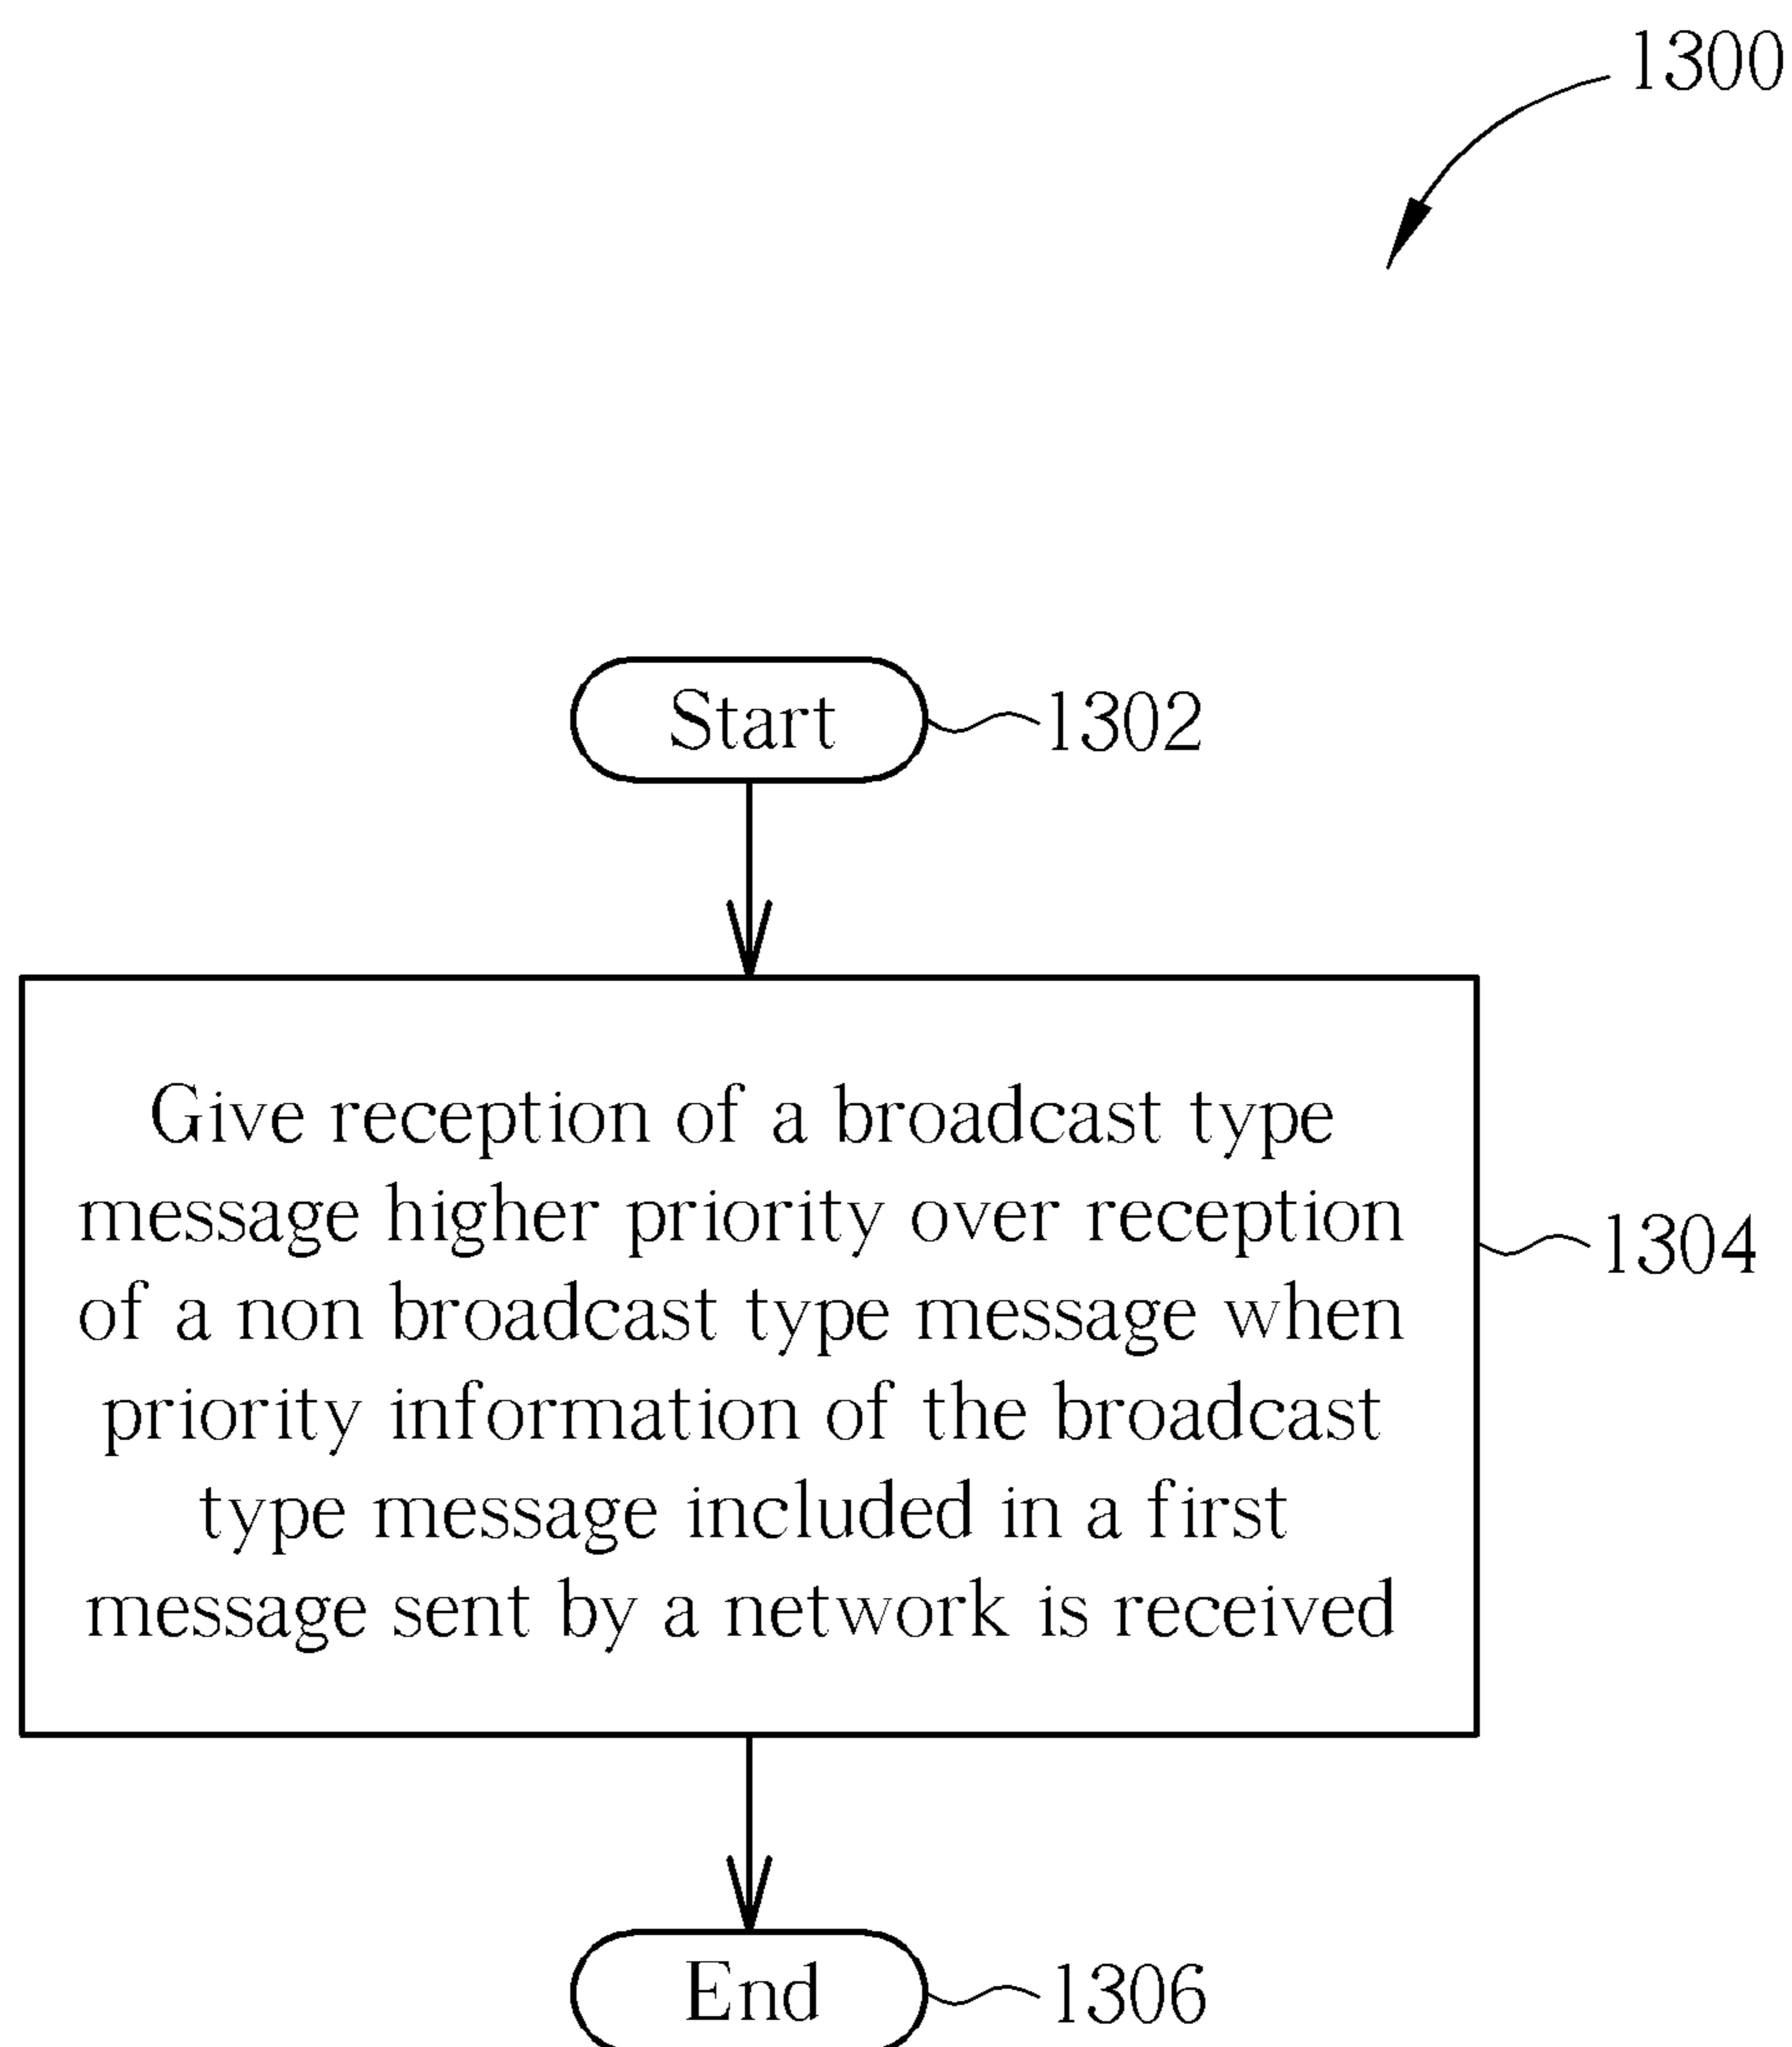 1300
Start
1302
Give reception of a broadcast type
message higher priority over reception
of a non broadcast type message when
priority information of the broadcast
type message included in a first
message sent by a network is received
1304
End
1306